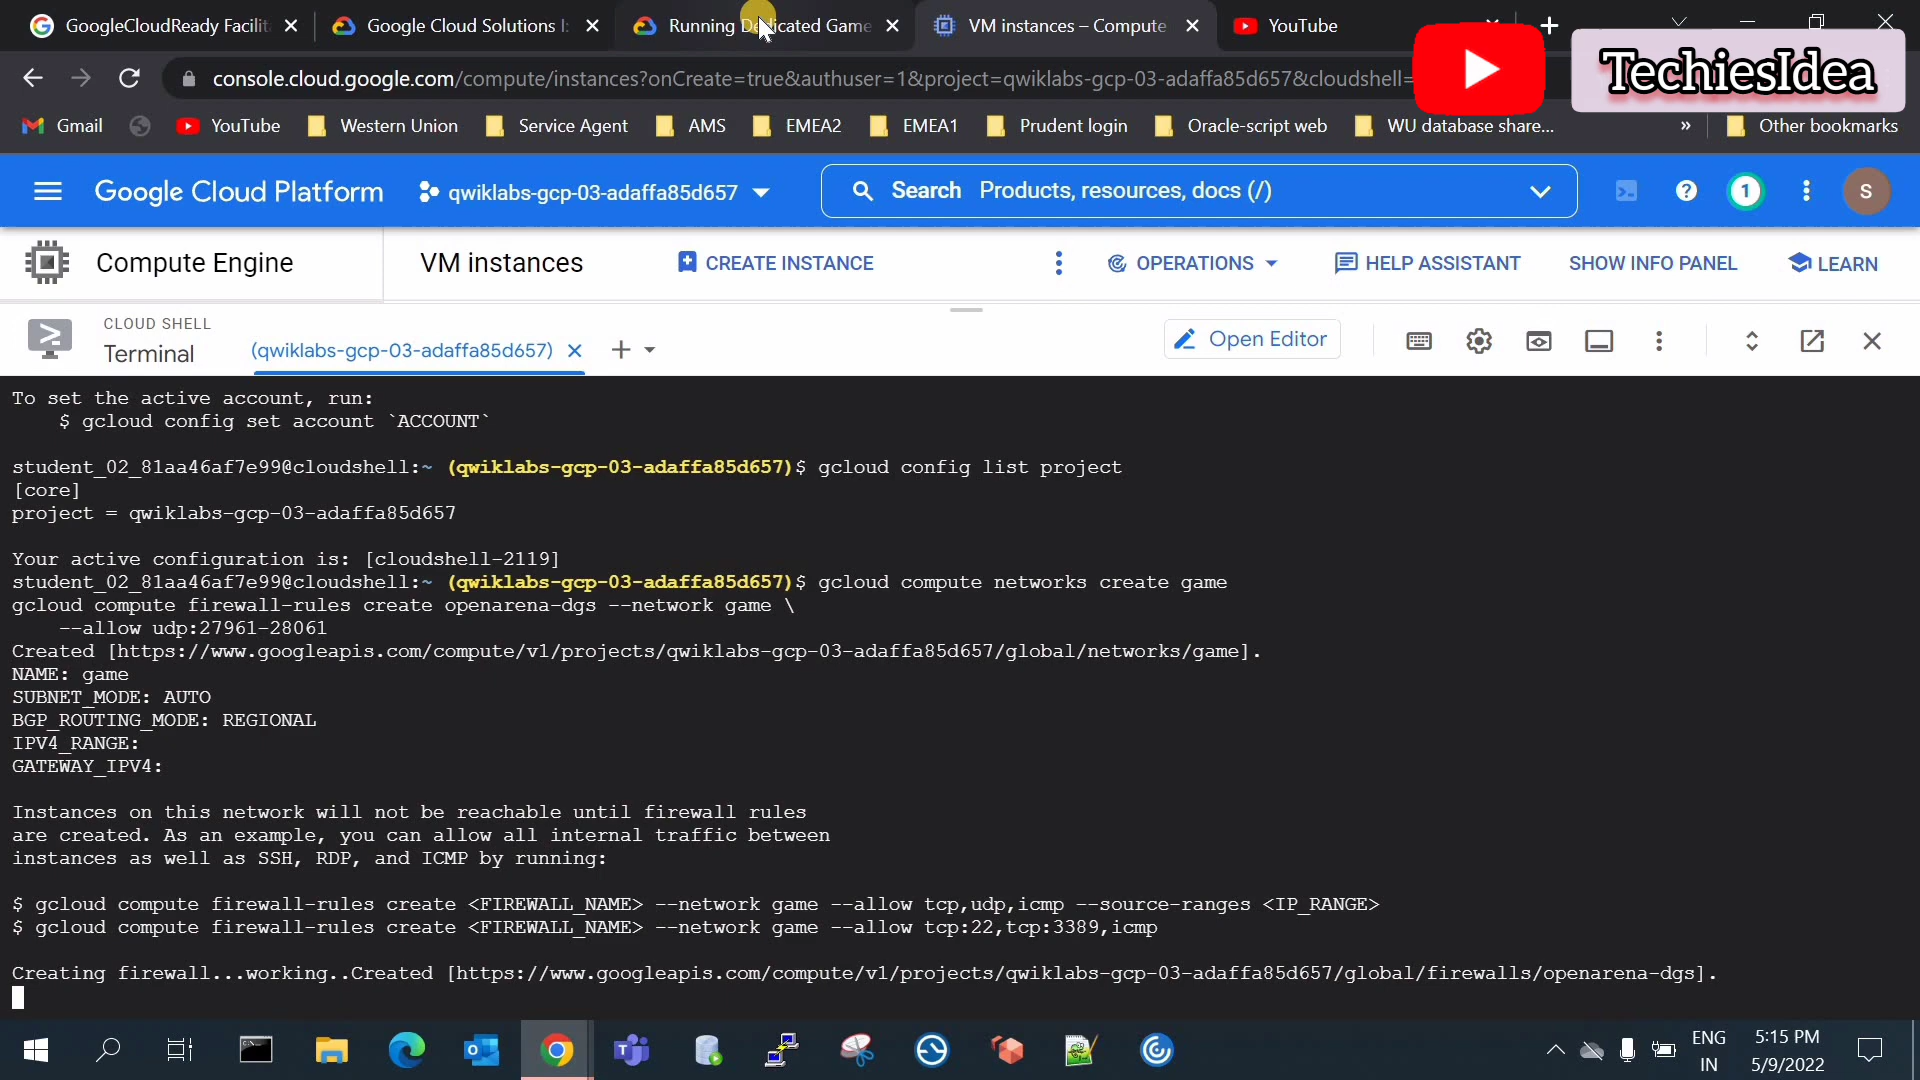 GoogleCloudReady Facilit
Google Cloud Solutions I:
Running Dedicated Game
VM instances – Compute
YouTube
console.cloud.google.com/compute/instances?onCreate=true&authuser=1&project=qwiklabs-gcp-03-adaffa85d657&cloudshell=
TechiesIdea
Gmail
YouTube
Western Union
Service Agent
AMS
EMEA2
EMEA1
Prudent login
Oracle-script web
WU database share...
»
Other bookmarks
Google Cloud Platform
qwiklabs-gcp-03-adaffa85d657
Search Products, resources, docs (/)
?
1
S
Compute Engine
VM instances
CREATE INSTANCE
OPERATIONS
HELP ASSISTANT
SHOW INFO PANEL
LEARN
CLOUD SHELL
Terminal
(qwiklabs-gcp-03-adaffa85d657)
Open Editor
To set the active account, run:
$ gcloud config set account `ACCOUNT`
student_02_81aa46af7e99@cloudshell:~ (qwiklabs-gcp-03-adaffa85d657)$ gcloud config list project
[core]
project = qwiklabs-gcp-03-adaffa85d657
Your active configuration is: [cloudshell-2119]
student_02_81aa46af7e99@cloudshell:~ (qwiklabs-gcp-03-adaffa85d657)$ gcloud compute networks create game
gcloud compute firewall-rules create openarena-dgs --network game \
--allow udp:27961-28061
Created [https://www.googleapis.com/compute/v1/projects/qwiklabs-gcp-03-adaffa85d657/global/networks/game].
NAME: game
SUBNET_MODE: AUTO
BGP_ROUTING_MODE: REGIONAL
IPV4_RANGE:
GATEWAY_IPV4:
Instances on this network will not be reachable until firewall rules
are created. As an example, you can allow all internal traffic between
instances as well as SSH, RDP, and ICMP by running:
$ gcloud compute firewall-rules create <FIREWALL_NAME> --network game --allow tcp,udp,icmp --source-ranges <IP_RANGE>
$ gcloud compute firewall-rules create <FIREWALL_NAME> --network game --allow tcp:22,tcp:3389,icmp
Creating firewall...working..Created [https://www.googleapis.com/compute/v1/projects/qwiklabs-gcp-03-adaffa85d657/global/firewalls/openarena-dgs].
ENG
IN
5:15 PM
5/9/2022